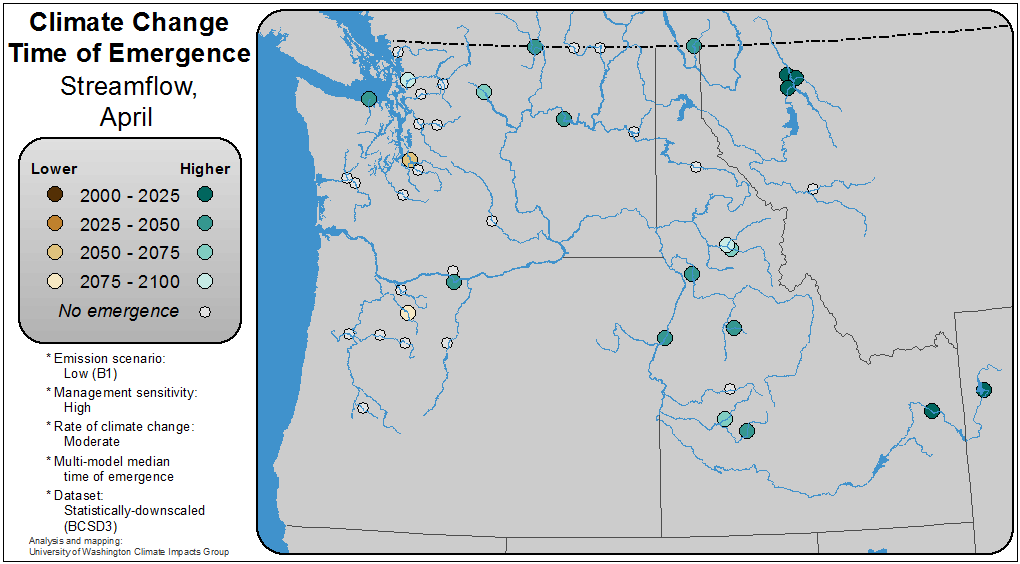 Climate Change
Time of Emergence
Streamflow,
April
Lower Higher
2000 - 2025
2025 - 2050
2050 - 2075
2075 - 2100
No emergence
* Emission scenario:
Low (B1)
* Management sensitivity:
High
* Rate of climate change:
Moderate
* Multi-model median
time of emergence
* Dataset:
Statistically-downscaled
(BCSD3)
Analysis and mapping:
University of Washington Climate Impacts Group